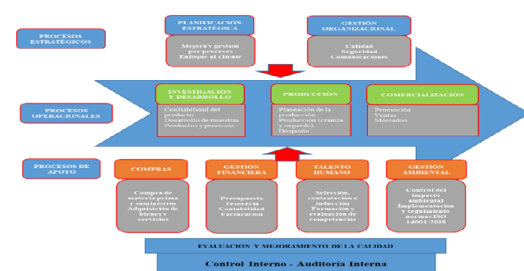 PROCESOS
ESTRATÉGICOS
PLANIFICACIÓN
ESTRATÉGICA
Mejora y gestión
por procesos
Enfoque al cliente
GESTIÓN
ORGANIZACIONAL
Calidad
Seguridad
Comunicaciones
PROCESOS
OPERACIONALES
INVESTIGACIÓN
Y DESARROLLO
Confiabilidad del
producto
Desarrollo de muestras
Productos y procesos
PRODUCCIÓN
Planeación de la
producción
Producción (crianza
y engorde)
Desposte
COMERCIALIZACIÓN
Promoción
Ventas
Mercadeo
PROCESOS DE
APOYO
COMPRAS
Compra de
materia prima
y suministros
Adquisición de
bienes y
servicios
GESTIÓN
FINANCIERA
Presupuesto
Tesorería
Contabilidad
Facturación
TALENTO
HUMANO
Selección,
contratación e
inducción
Formación y
evaluación de
competencias
GESTIÓN
AMBIENTAL
Control del
impacto
ambiental
Implementación
y seguimiento
normas ISO
14001:2015
EVALUACION Y MEJORAMIENTO DE LA CALIDAD
Control Interno - Auditoría Interna